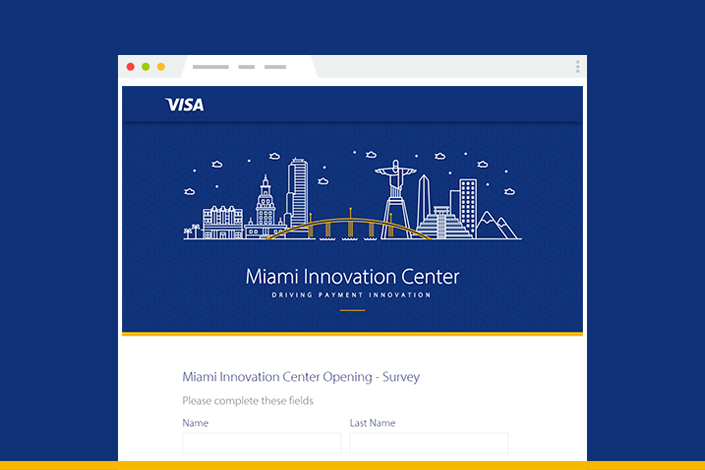 VISA
Miami Innovation Center
DRIVING PAYMENT INNOVATION
Miami Innovation Center Opening - Survey
Please complete these fields
Name Last Name